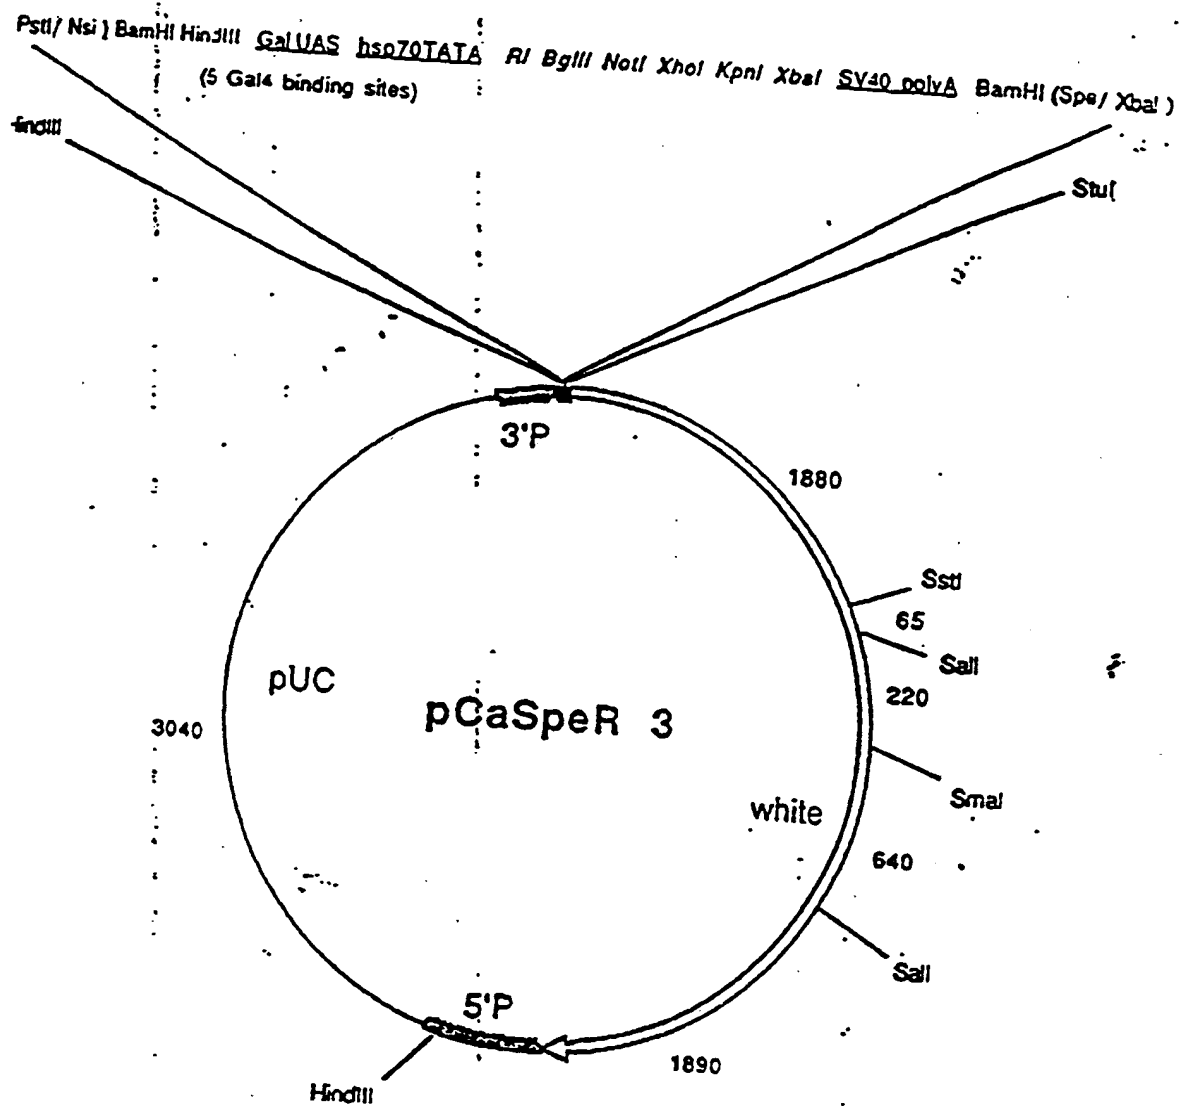 PstI/ NsiI BamHI HindIII GalUAS hsp70TATA RI BglII NotI XhoI KpnI XbaI SV40 polyA BamHI (Spe/ XbaI)
(5 Gal4 binding sites)
HindIII
StuI
3'P
1880
SstI
65
SalI
220
pUC
pCaSpeR 3
3040
SmaI
white
640
SalI
5'P
1890
HindIII